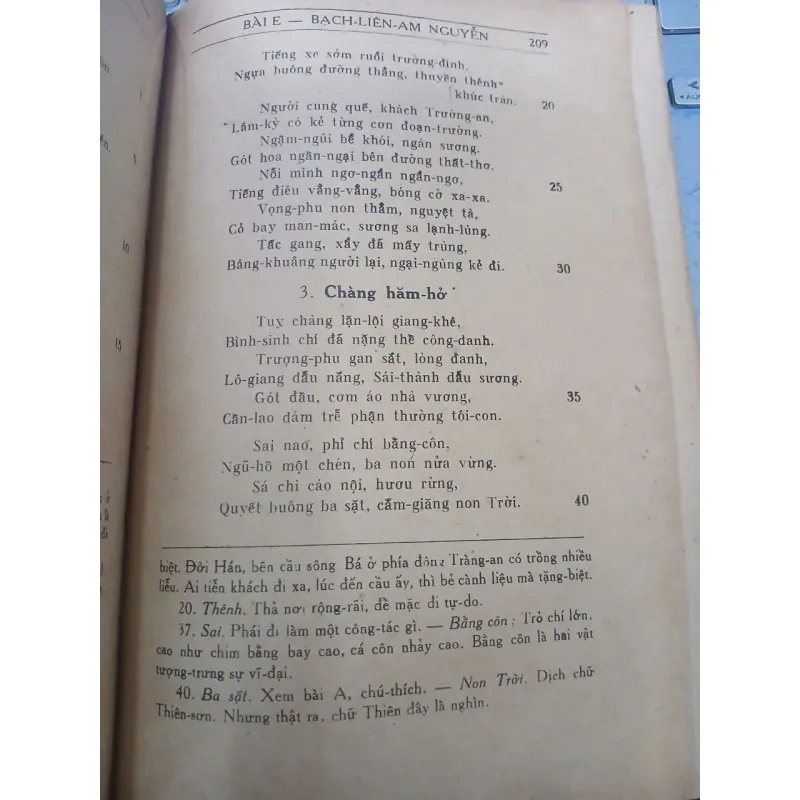 BÀI E — BẠCH-LIÊN-AM NGUYỄN 209
Tiếng xe sớm ruổi trường-đình,
Ngựa buông đường thẳng, thuyền thênh
khúc tràn. 20
Người cung quế, khách Trường-an,
Lâm-kỳ có kẻ từng cơn đoạn-trường.
Ngậm-ngùi bể khói, ngàn sương.
Gót hoa ngần-ngại bên đường thất-thơ.
Nỗi mình ngơ-ngẩn ngẩn-ngơ,
Tiếng điêu vẳng-vẳng, bóng cờ xa-xa. 25
Vọng-phu non thẳm, nguyệt tà,
Cỏ bay man-mác, sương sa lạnh-lùng.
Tấc gang, xẩy đã mấy trùng,
Bâng-khuâng người lại, ngại-ngùng kẻ đi. 30
3. Chàng hăm-hở
Tuy chàng lặn-lội giang-khê,
Bình-sinh chí đã nặng thề công-danh.
Trượng-phu gan sắt, lòng đanh,
Lô-giang dẫu nắng, Sái-thành dẫu sương.
Gót đầu, cơm áo nhà vương, 35
Cần-lao dám trễ phận thường tôi-con.
Sai nao, phỉ chí bằng-côn,
Ngũ-hồ một chén, ba non nửa vừng.
Sá chi cáo nội, hươu rừng,
Quyết buông ba sặt, cắm-giăng non Trời. 40
biệt. Đời Hán, bên cầu sông Bá ở phía đông Tràng-an có trồng nhiều
liễu. Ai tiễn khách đi xa, lúc đến cầu ấy, thì bẻ cành liệu mà tặng-biệt.
20. Thênh. Thả nơi rộng-rãi, để mặc đi tự-do.
37. Sai. Phái đi làm một công-tác gì. — Bằng côn : Trỏ chí lớn,
cao như chim bằng bay cao, cá côn nhảy cao. Bằng côn là hai vật
tượng-trưng sự vĩ-đại.
40. Ba sặt. Xem bài A, chú-thích. — Non Trời. Dịch chữ
Thiên-sơn. Nhưng thật ra, chữ Thiên đây là nghìn.